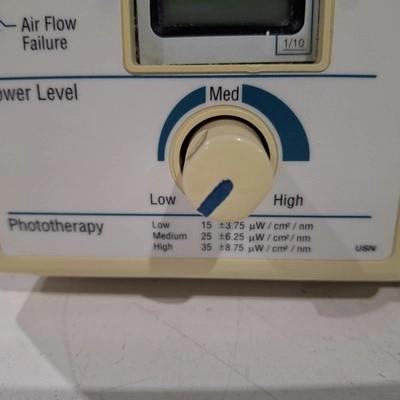 Air Flow
Failure
1/10
ower Level
Med
Low
High
Phototherapy
Low 15 ±3.75 µW / cm² / nm
Medium 25 ±6.25 µW / cm² / nm
High 35 ±8.75 µW / cm² / nm
USN